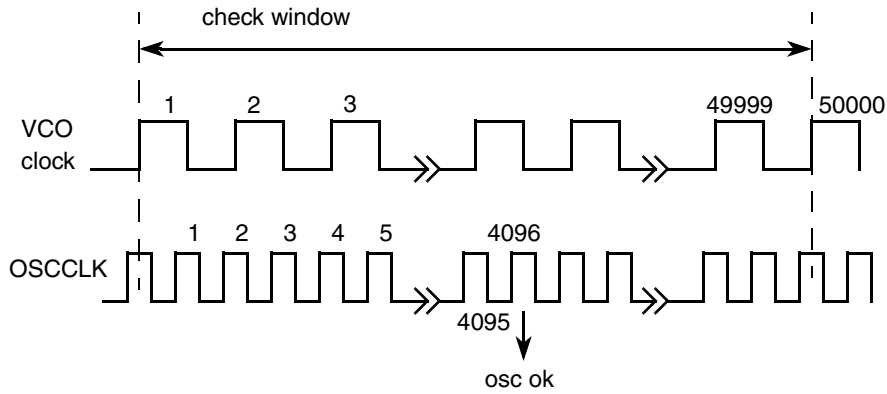 check window
1 2 3 49999 50000
VCO
clock
1 2 3 4 5 4096
OSCCLK
4095
osc ok